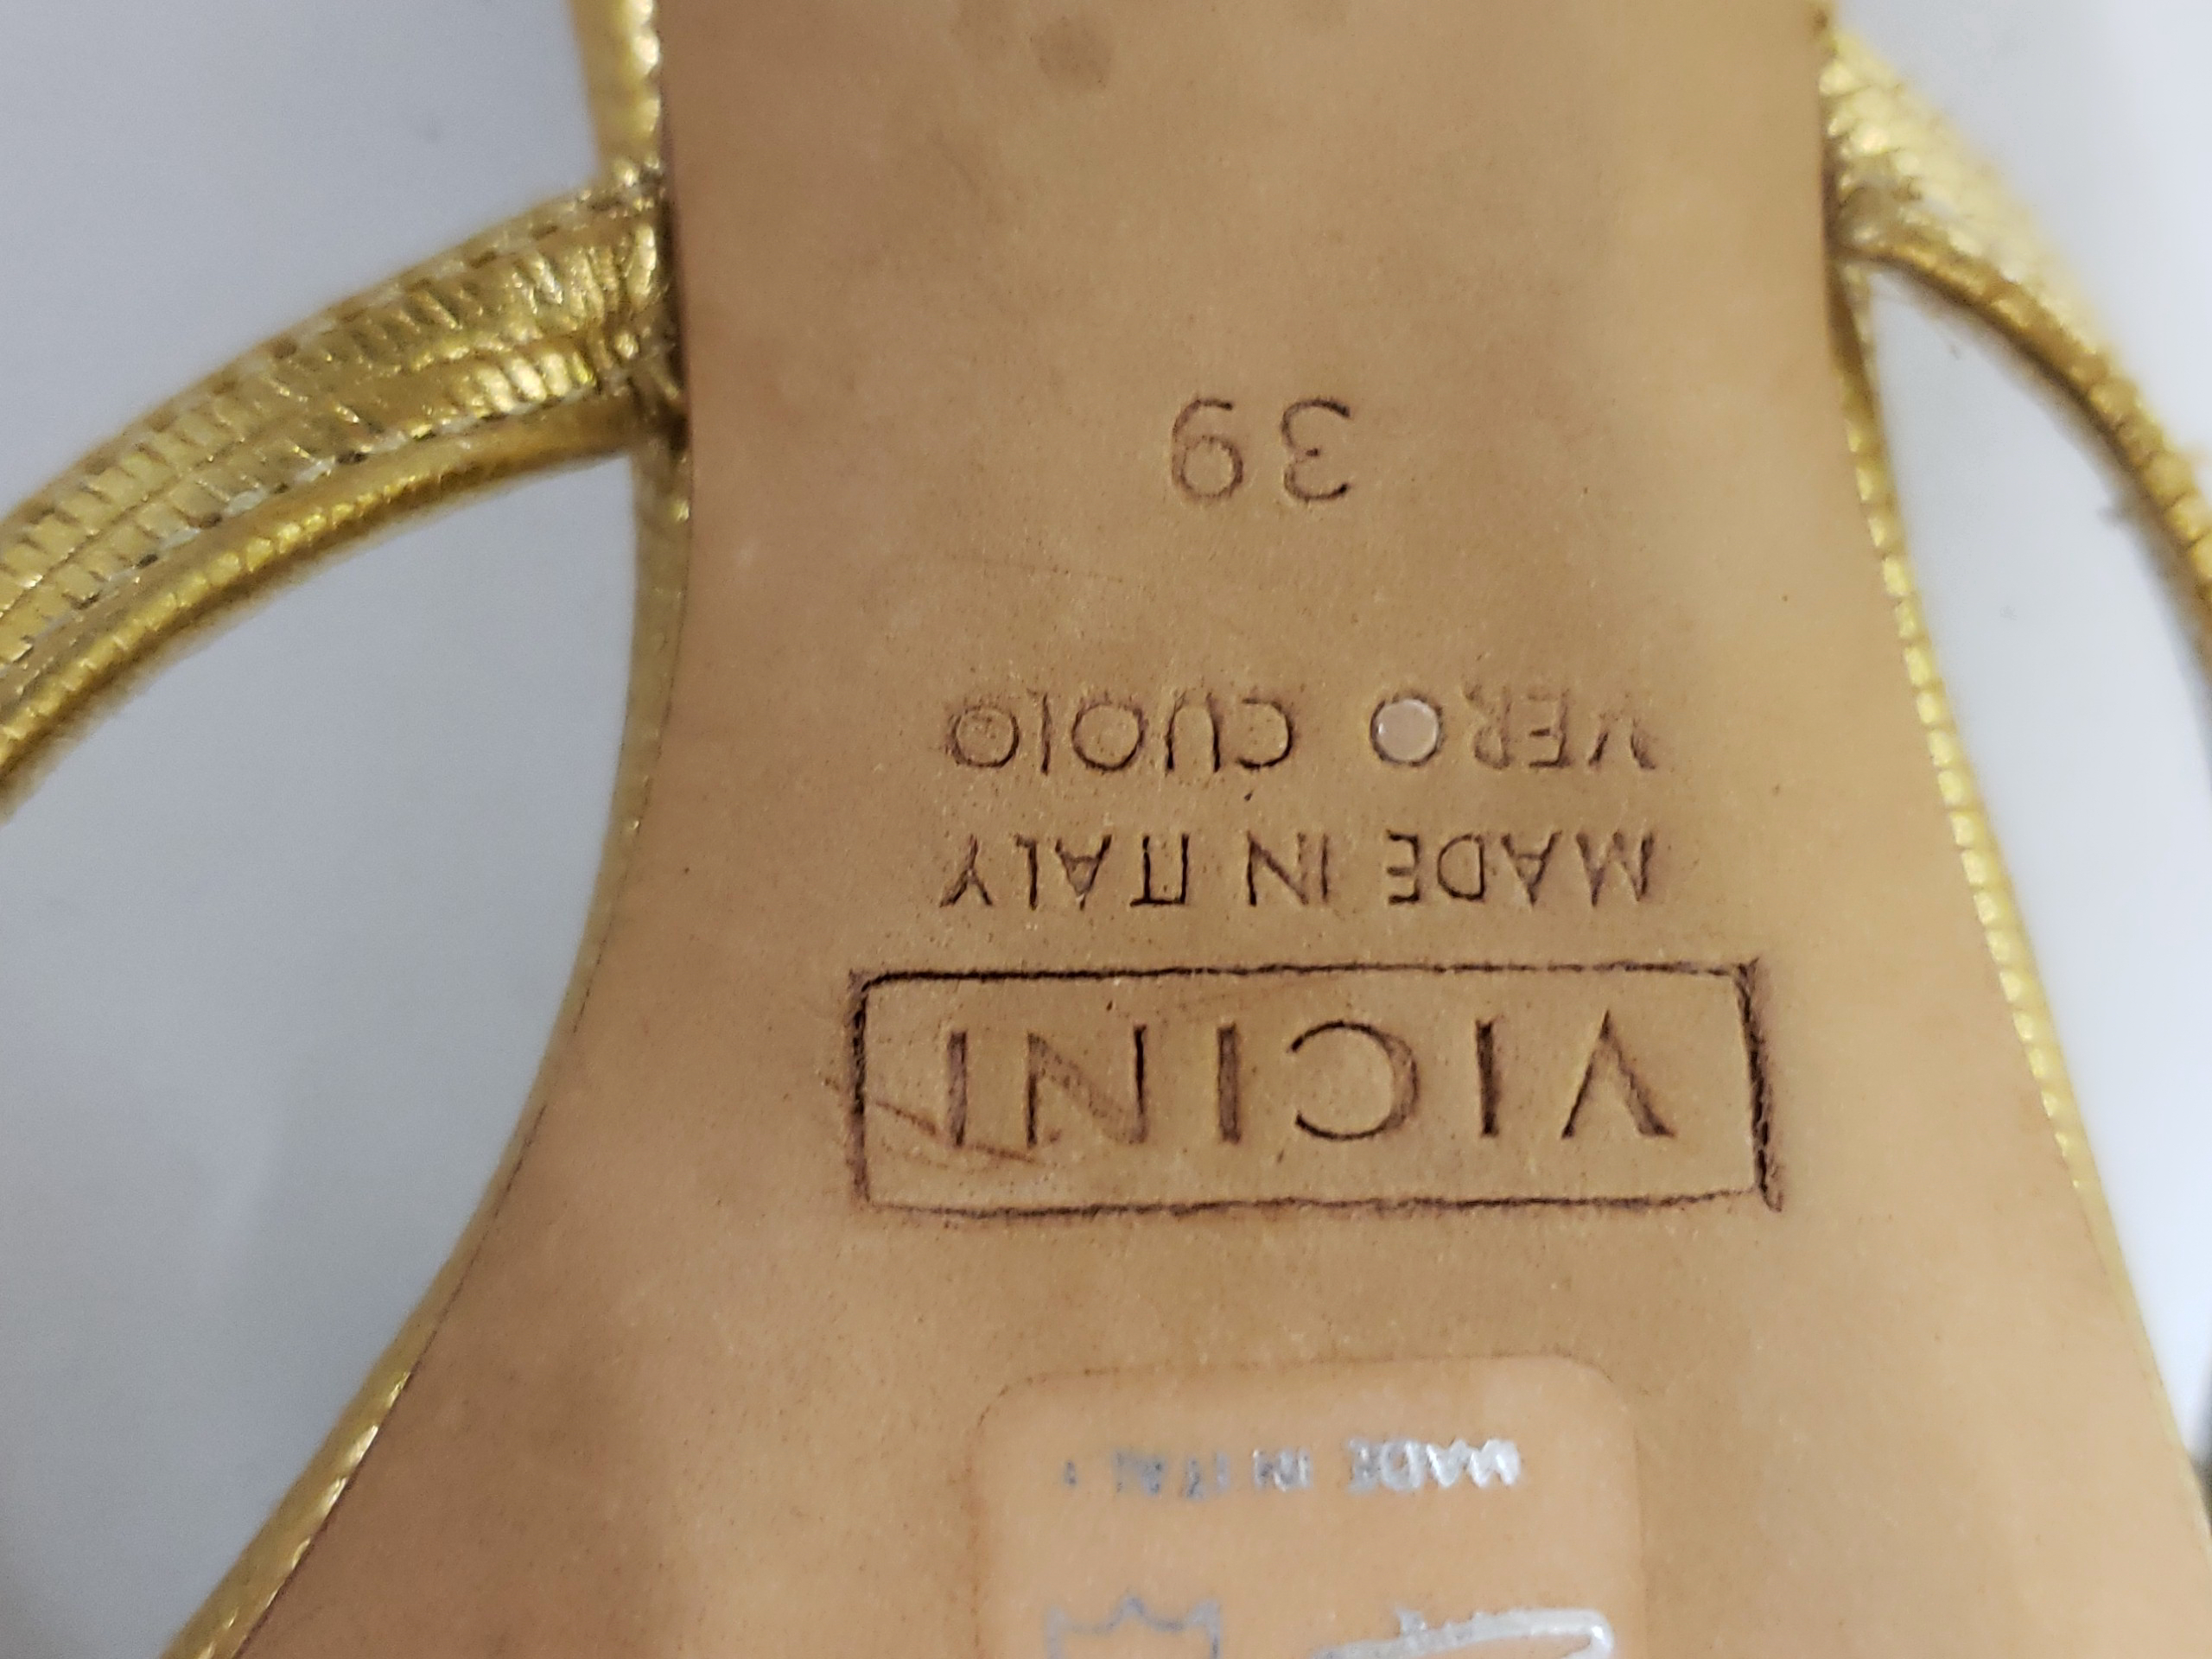 MADE IN ITALY
VICINI
MADE IN ITALY
VERO CUOIO
39